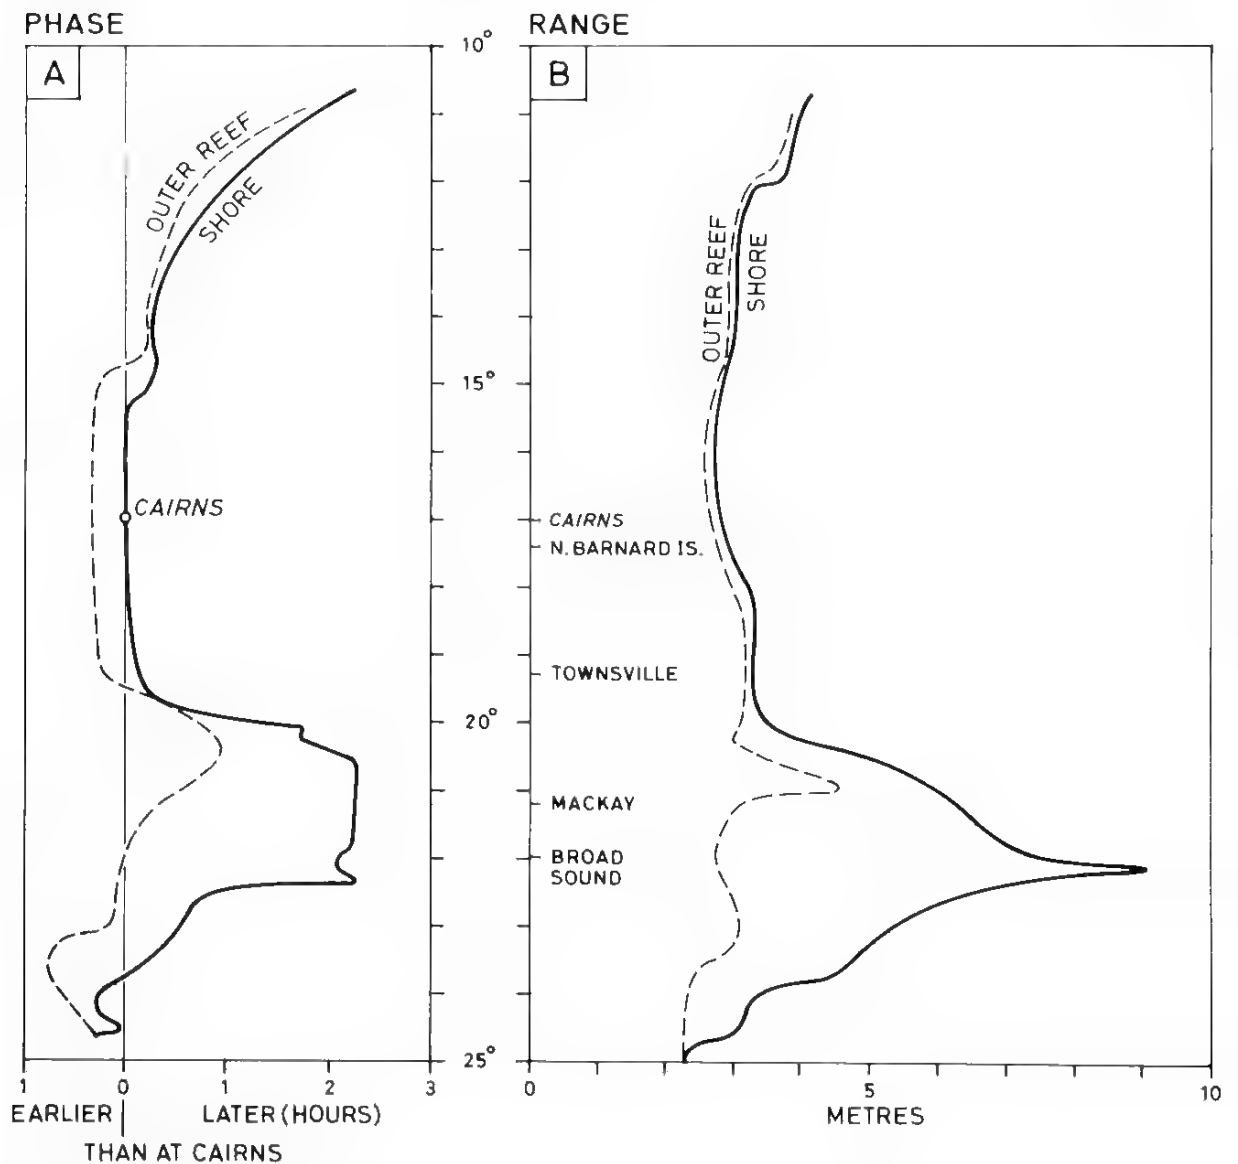 PHASE
RANGE
A
B
10°
OUTER REEF
SHORE
OUTER REEF
SHORE
15°
CAIRNS
CAIRNS
N. BARNARD IS.
TOWNSVILLE
20°
MACKAY
BROAD
SOUND
25°
1 0 1 2 3
0 5 10
EARLIER LATER (HOURS)
METRES
THAN AT CAIRNS